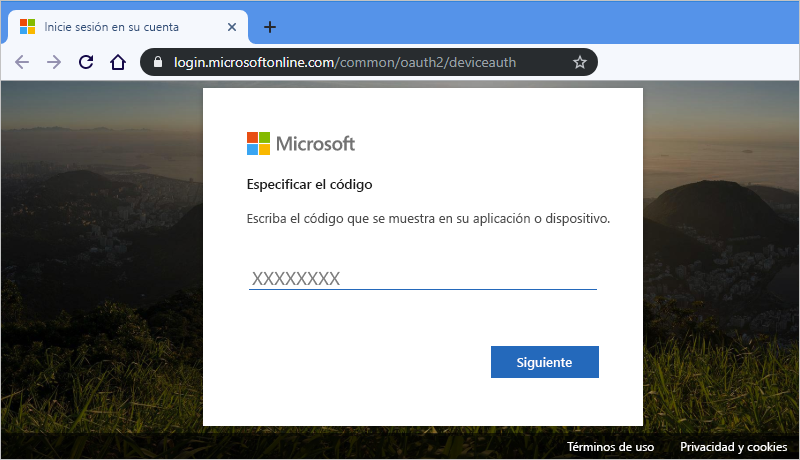 Inicie sesión en su cuenta
login.microsoftonline.com/common/oauth2/deviceauth
Microsoft
Especificar el código
Escriba el código que se muestra en su aplicación o dispositivo.
XXXXXXXX
Siguiente
Términos de uso Privacidad y cookies